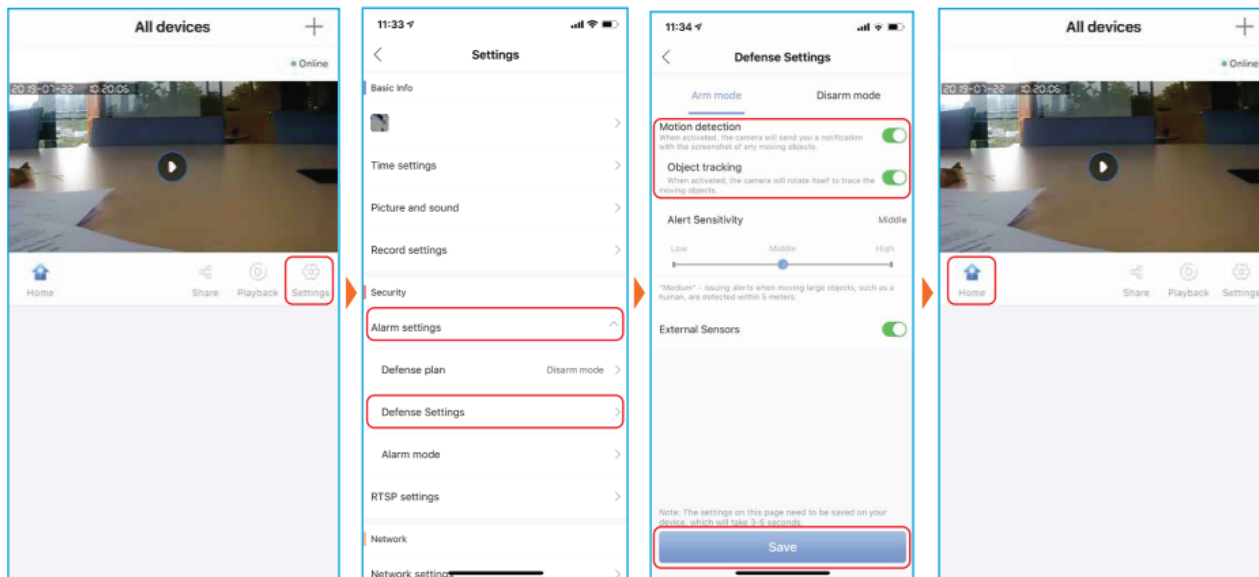 All devices
Online
2019-07-22 10:20:06
Home
Share
Playback
Settings
11:33
Settings
Basic Info
Time settings
Picture and sound
Record settings
Security
Alarm settings
Defense plan
Disarm mode
Defense Settings
Alarm mode
RTSP settings
Network
Network settings
11:34
Defense Settings
Arm mode
Disarm mode
Motion detection
When activated, the camera will send you a notification
with the screenshot of any moving objects.
Object tracking
When activated, the camera will rotate itself to trace the
moving objects.
Alert Sensitivity
Middle
Low
Middle
High
"Medium" - issuing alerts when moving large objects, such as a
human, are detected within 5 meters.
External Sensors
Note: The settings on this page need to be saved on your
device, which will take 3-5 seconds.
Save
All devices
Online
2019-07-22 10:20:06
Home
Share
Playback
Settings